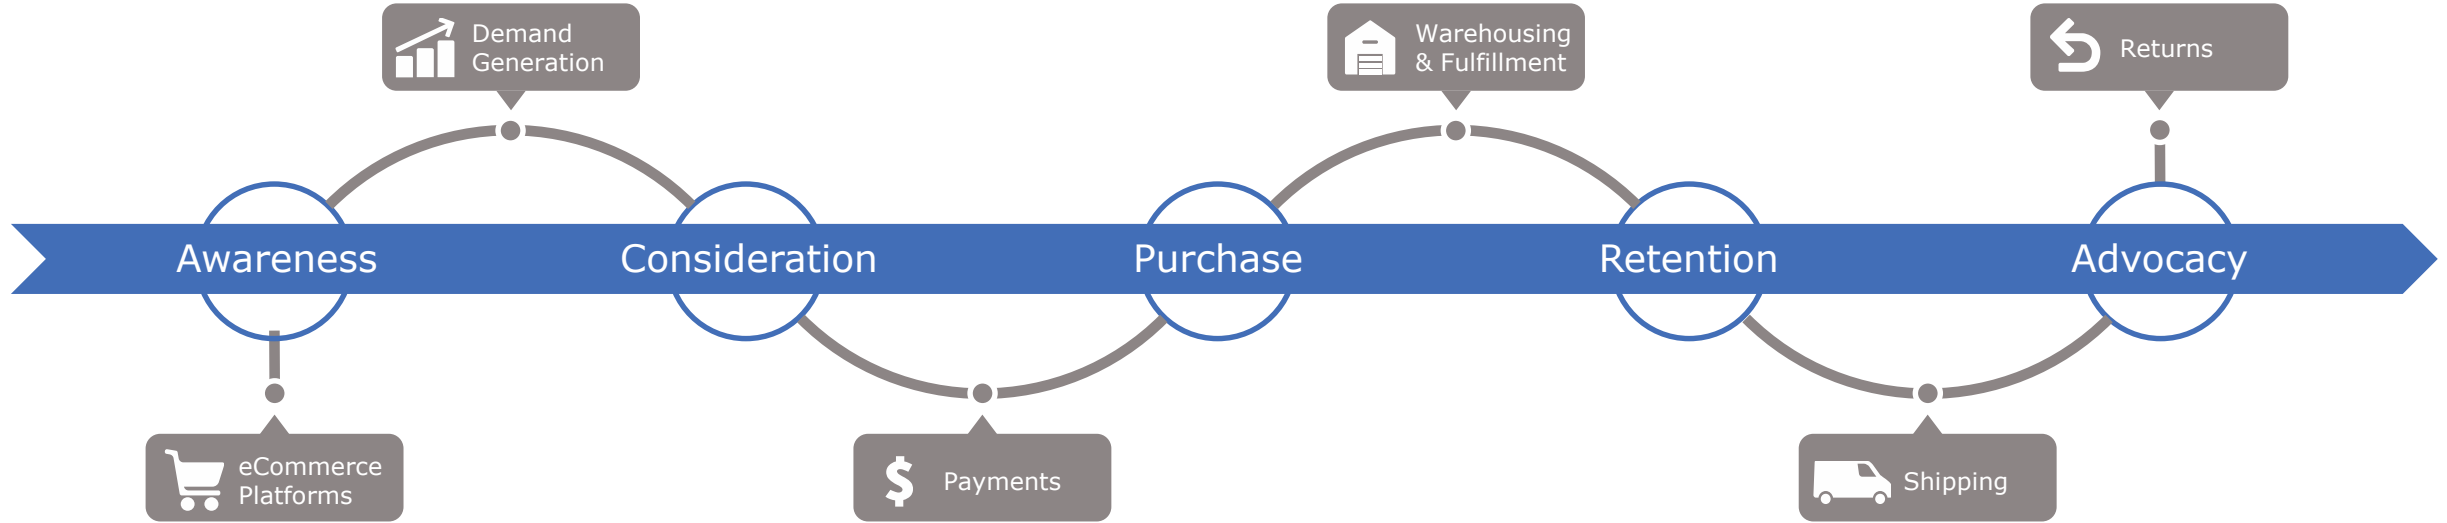 Demand
Generation
Warehousing
& Fulfillment
Returns
Awareness
Consideration
Purchase
Retention
Advocacy
eCommerce
Platforms
$
Payments
Shipping